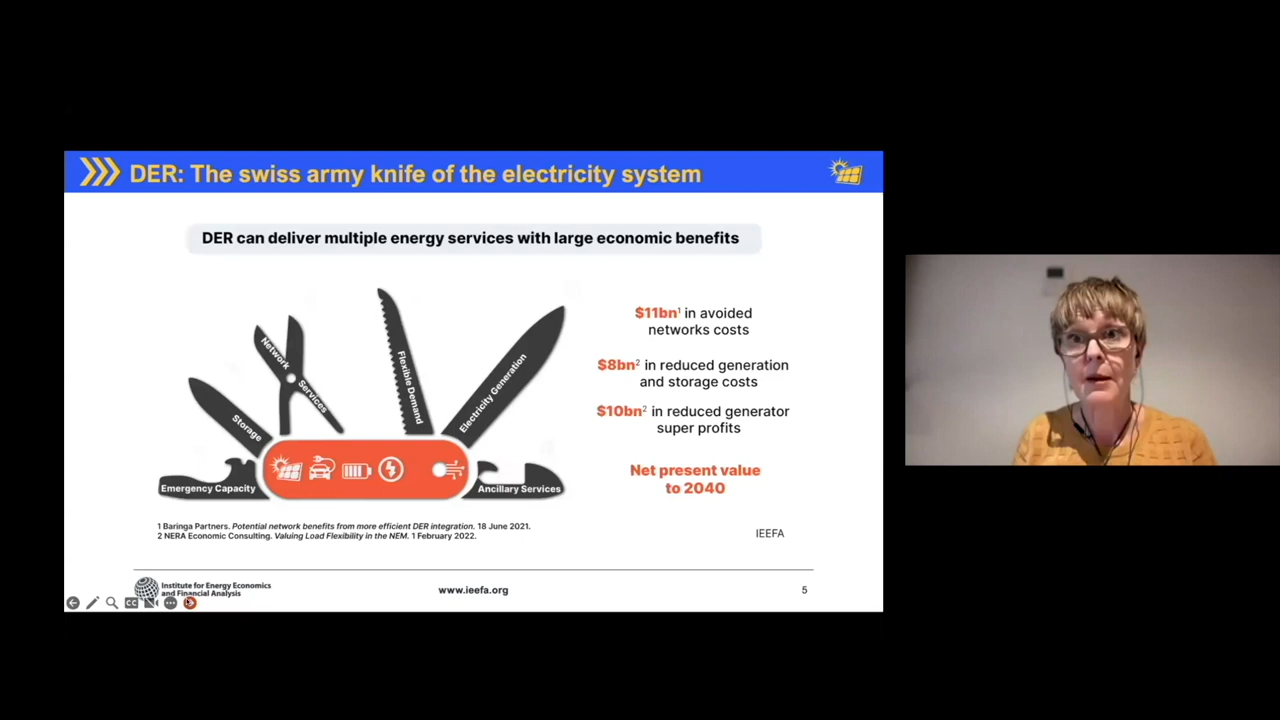 DER: The swiss army knife of the electricity system
DER can deliver multiple energy services with large economic benefits
Emergency Capacity
Storage
Network
Services
Flexible Demand
Electricity Generation
Ancillary Services
$11bn1 in avoided
networks costs
$8bn2 in reduced generation
and storage costs
$10bn2 in reduced generator
super profits
Net present value
to 2040
1 Baringa Partners. Potential network benefits from more efficient DER integration. 18 June 2021.
2 NERA Economic Consulting. Valuing Load Flexibility in the NEM. 1 February 2022.
IEEFA
Institute for Energy Economics
and Financial Analysis
www.ieefa.org
5
CC